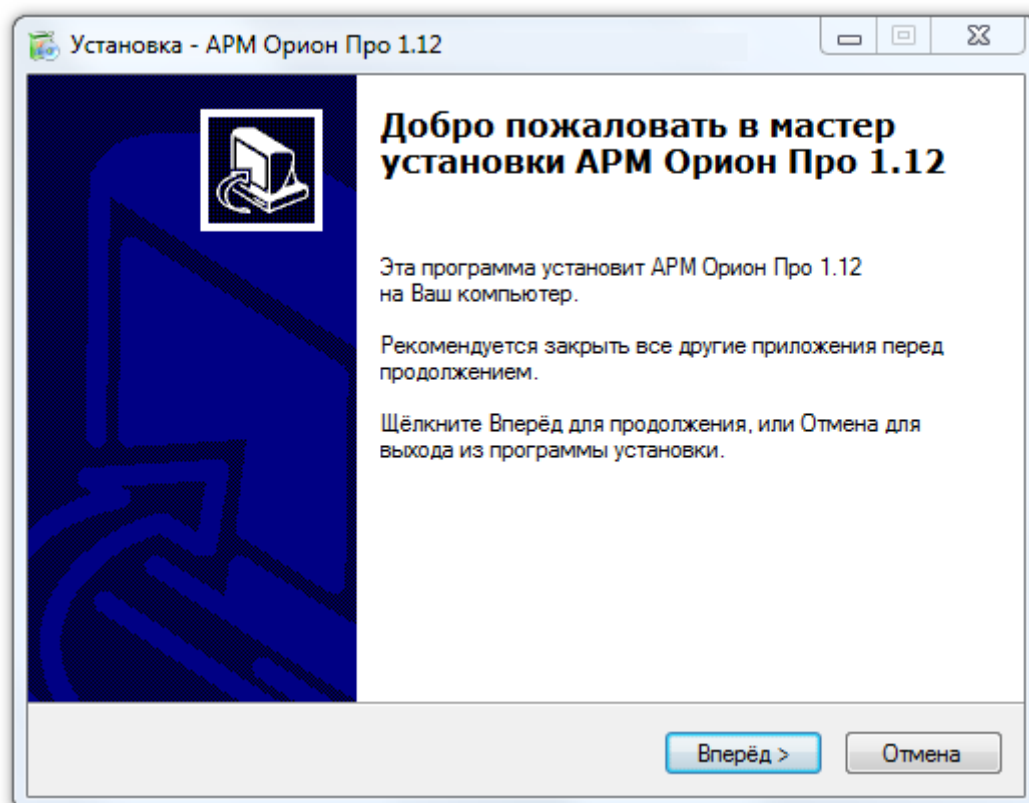 Установка - АРМ Орион Про 1.12
Добро пожаловать в мастер
установки АРМ Орион Про 1.12
Эта программа установит АРМ Орион Про 1.12
на Ваш компьютер.
Рекомендуется закрыть все другие приложения перед
продолжением.
Щёлкните Вперёд для продолжения, или Отмена для
выхода из программы установки.
Вперёд >
Отмена